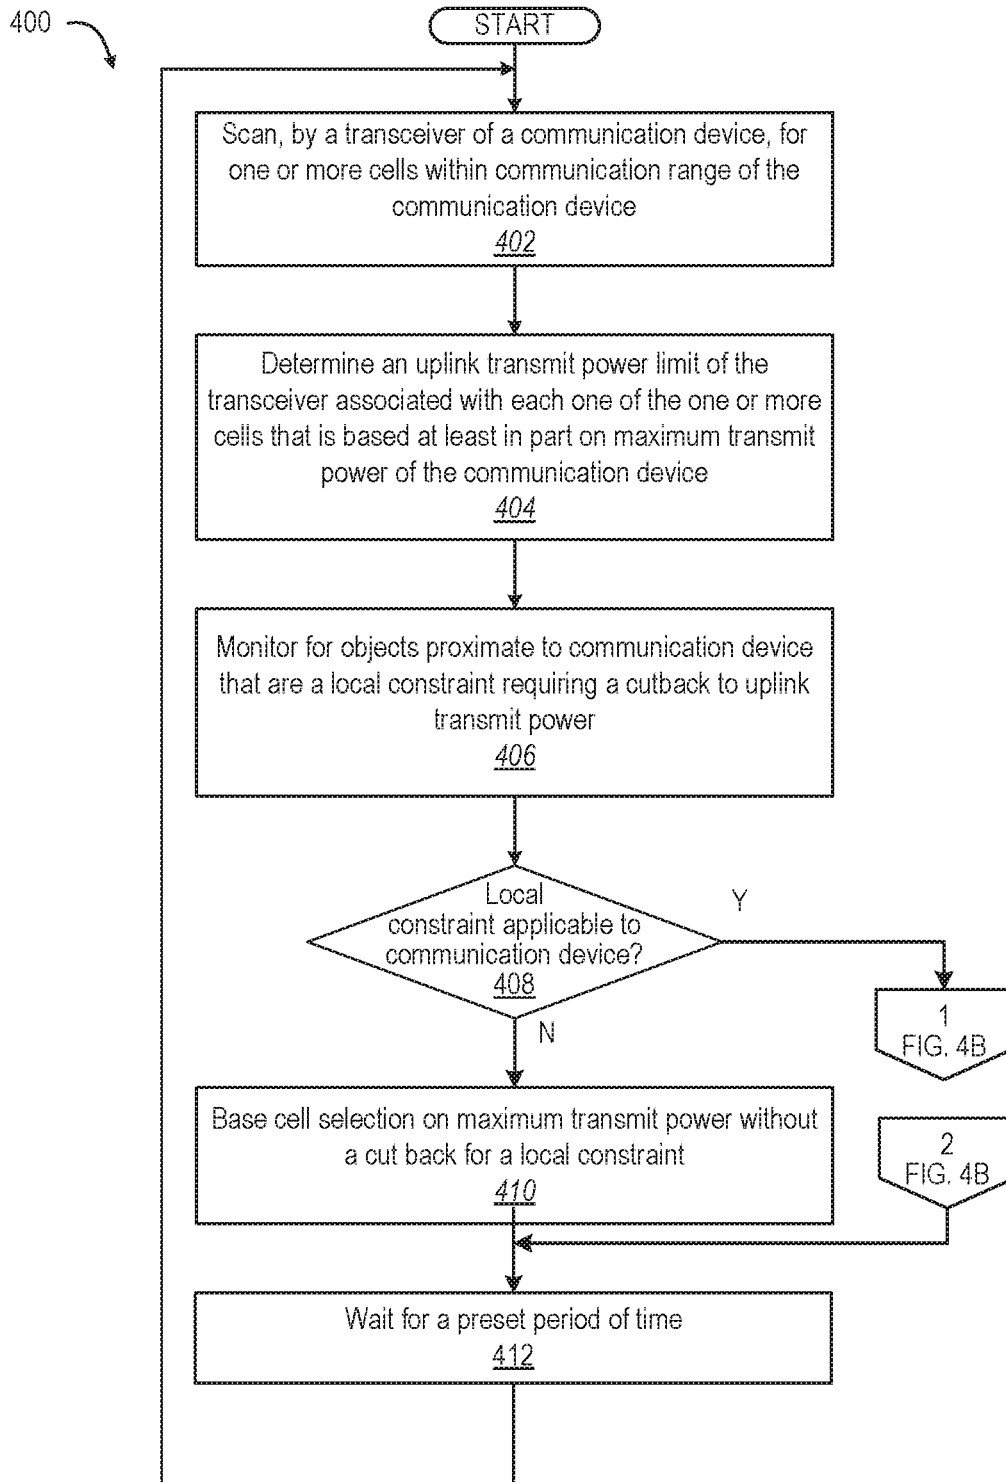 400
START
Scan, by a transceiver of a communication device, for
one or more cells within communication range of the
communication device
402
Determine an uplink transmit power limit of the
transceiver associated with each one of the one or more
cells that is based at least in part on maximum transmit
power of the communication device
404
Monitor for objects proximate to communication device
that are a local constraint requiring a cutback to uplink
transmit power
406
Local
constraint applicable to
communication device?
408
Y
N
1
FIG. 4B
Base cell selection on maximum transmit power without
a cut back for a local constraint
410
2
FIG. 4B
Wait for a preset period of time
412